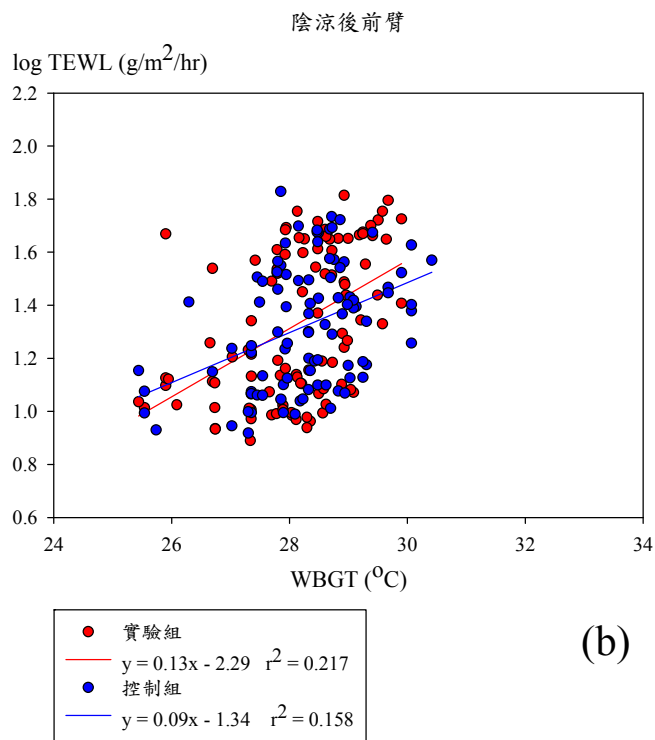 陰涼後前臂
log TEWL (g/m²/hr)
2.2
2.0
1.8
1.6
1.4
1.2
1.0
0.8
0.6
24 26 28 30 32 34
WBGT (°C)
(b)
實驗組
y = 0.13x - 2.29 r² = 0.217
控制組
y = 0.09x - 1.34 r² = 0.158